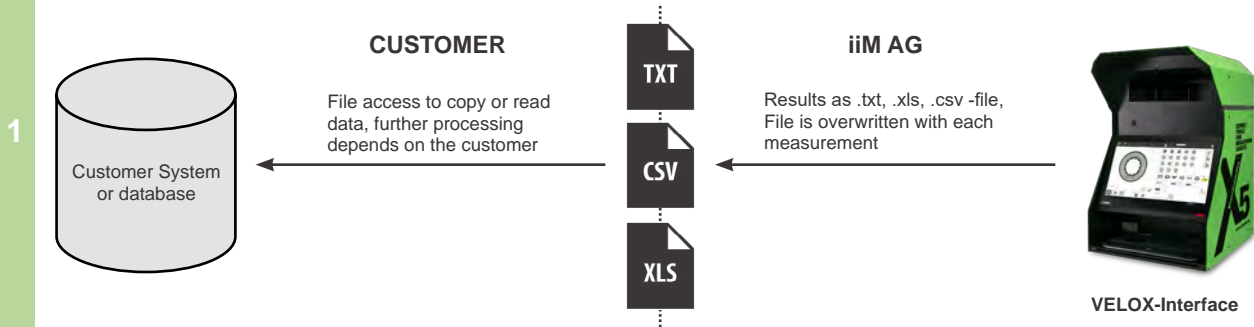 1
CUSTOMER
File access to copy or read
data, further processing
depends on the customer
Customer System
or database
TXT
CSV
XLS
iiM AG
Results as .txt, .xls, .csv -file,
File is overwritten with each
measurement
X5
VELOX-Interface